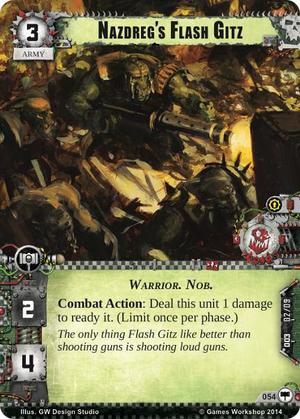 3
NAZDREG'S FLASH GITZ
ARMY
WARRIOR. NOB.
2
Combat Action: Deal this unit 1 damage
to ready it. (Limit once per phase.)
The only thing Flash Gitz like better than
shooting guns is shooting loud guns.
4
003 02/09
054
Illus. GW Design Studio
© Games Workshop 2014